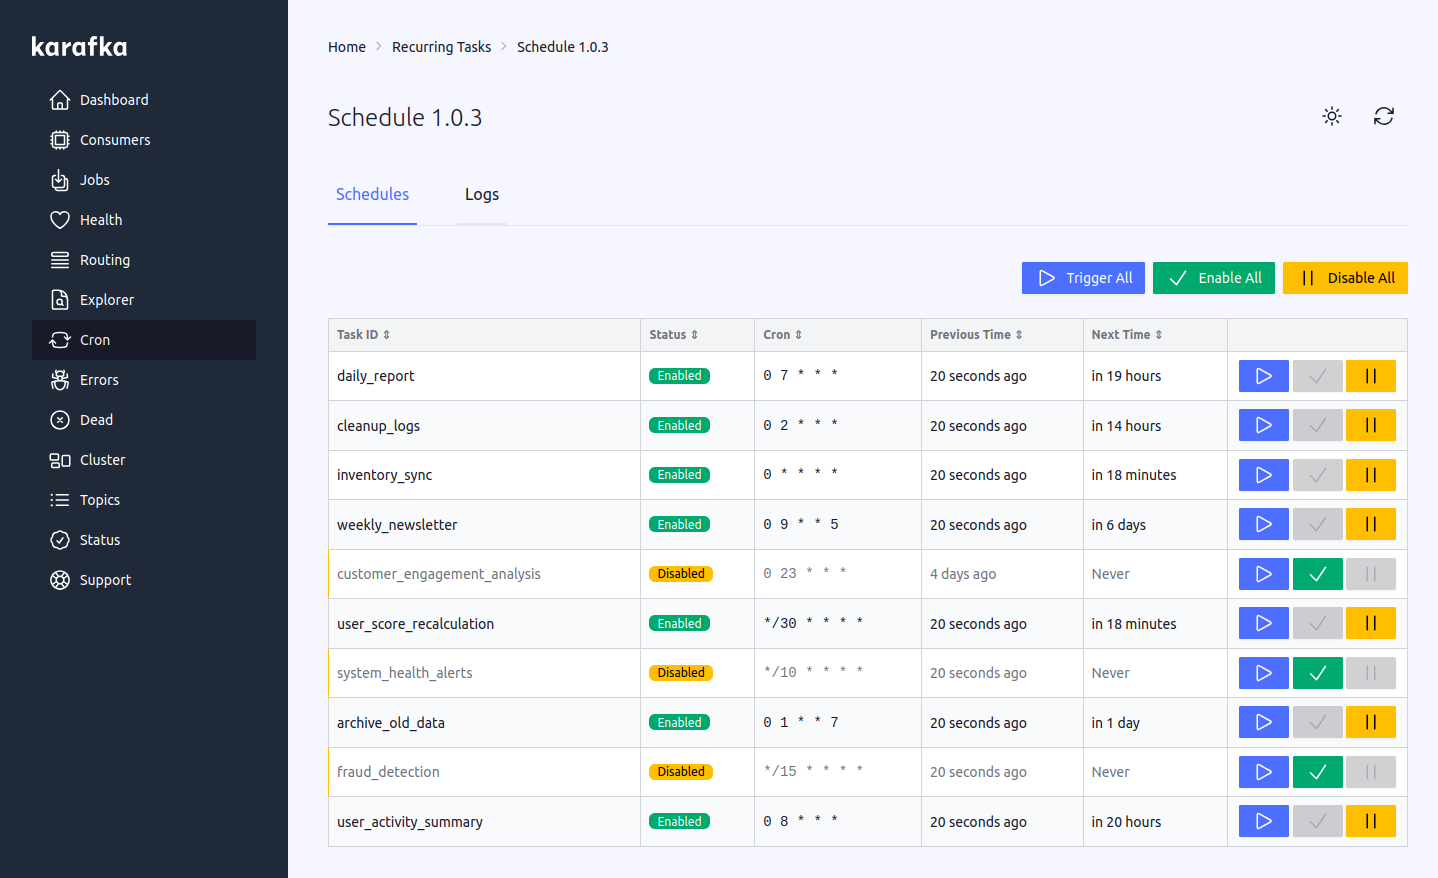 karafka
Dashboard
Consumers
Jobs
Health
Routing
Explorer
Cron
Errors
Dead
Cluster
Topics
Status
Support
Home Recurring Tasks Schedule 1.0.3
Schedule 1.0.3
Schedules Logs
Trigger All Enable All Disable All
Task ID Status Cron Previous Time Next Time
daily_report Enabled 0 7 * * * 20 seconds ago in 19 hours
cleanup_logs Enabled 0 2 * * * 20 seconds ago in 14 hours
inventory_sync Enabled 0 * * * * 20 seconds ago in 18 minutes
weekly_newsletter Enabled 0 9 * * 5 20 seconds ago in 6 days
customer_engagement_analysis Disabled 0 23 * * * 4 days ago Never
user_score_recalculation Enabled */30 * * * * 20 seconds ago in 18 minutes
system_health_alerts Disabled */10 * * * * 20 seconds ago Never
archive_old_data Enabled 0 1 * * 7 20 seconds ago in 1 day
fraud_detection Disabled */15 * * * * 20 seconds ago Never
user_activity_summary Enabled 0 8 * * * 20 seconds ago in 20 hours